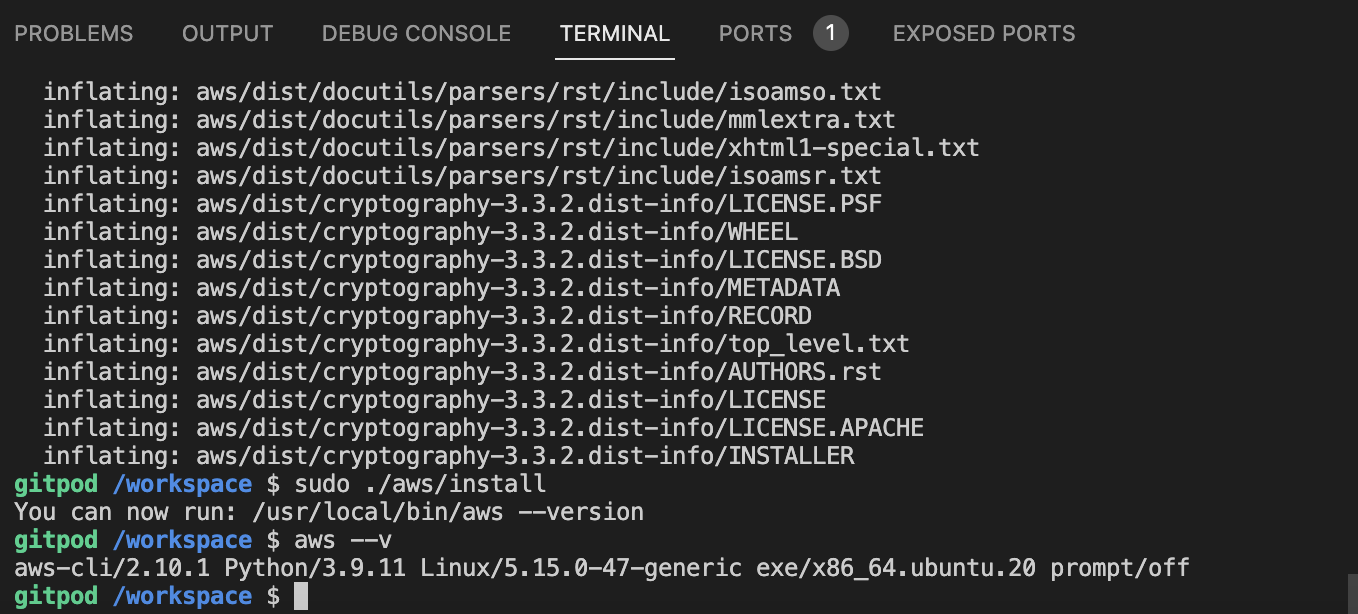 PROBLEMS OUTPUT DEBUG CONSOLE TERMINAL PORTS 1 EXPOSED PORTS
inflating: aws/dist/docutils/parsers/rst/include/isoamso.txt
inflating: aws/dist/docutils/parsers/rst/include/mmlextra.txt
inflating: aws/dist/docutils/parsers/rst/include/xhtml1-special.txt
inflating: aws/dist/docutils/parsers/rst/include/isoamsr.txt
inflating: aws/dist/cryptography-3.3.2.dist-info/LICENSE.PSF
inflating: aws/dist/cryptography-3.3.2.dist-info/WHEEL
inflating: aws/dist/cryptography-3.3.2.dist-info/LICENSE.BSD
inflating: aws/dist/cryptography-3.3.2.dist-info/METADATA
inflating: aws/dist/cryptography-3.3.2.dist-info/RECORD
inflating: aws/dist/cryptography-3.3.2.dist-info/top_level.txt
inflating: aws/dist/cryptography-3.3.2.dist-info/AUTHORS.rst
inflating: aws/dist/cryptography-3.3.2.dist-info/LICENSE
inflating: aws/dist/cryptography-3.3.2.dist-info/LICENSE.APACHE
inflating: aws/dist/cryptography-3.3.2.dist-info/INSTALLER
gitpod /workspace $ sudo ./aws/install
You can now run: /usr/local/bin/aws --version
gitpod /workspace $ aws --v
aws-cli/2.10.1 Python/3.9.11 Linux/5.15.0-47-generic exe/x86_64.ubuntu.20 prompt/off
gitpod /workspace $